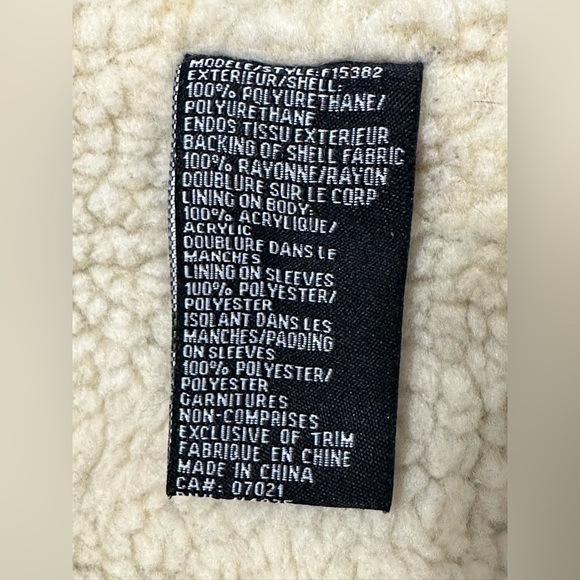 MODELE/STYLE:F15382
EXTERIEUR/SHELL:
100% POLYURETHANE/
POLYURETHANE
ENDOS TISSU EXTERIEUR
BACKING OF SHELL FABRIC
100% RAYONNE/RAYON
DOUBLURE SUR LE CORP
LINING ON BODY:
100% ACRYLIQUE/
ACRYLIC
DOUBLURE DANS LE
MANCHES
LINING ON SLEEVES
100% POLYESTER/
POLYESTER
ISOLANT DANS LES
MANCHES/PADDING
ON SLEEVES
100% POLYESTER/
POLYESTER
GARNITURES
NON-COMPRISES
EXCLUSIVE OF TRIM
FABRIQUE EN CHINE
MADE IN CHINA
CA#: 07021